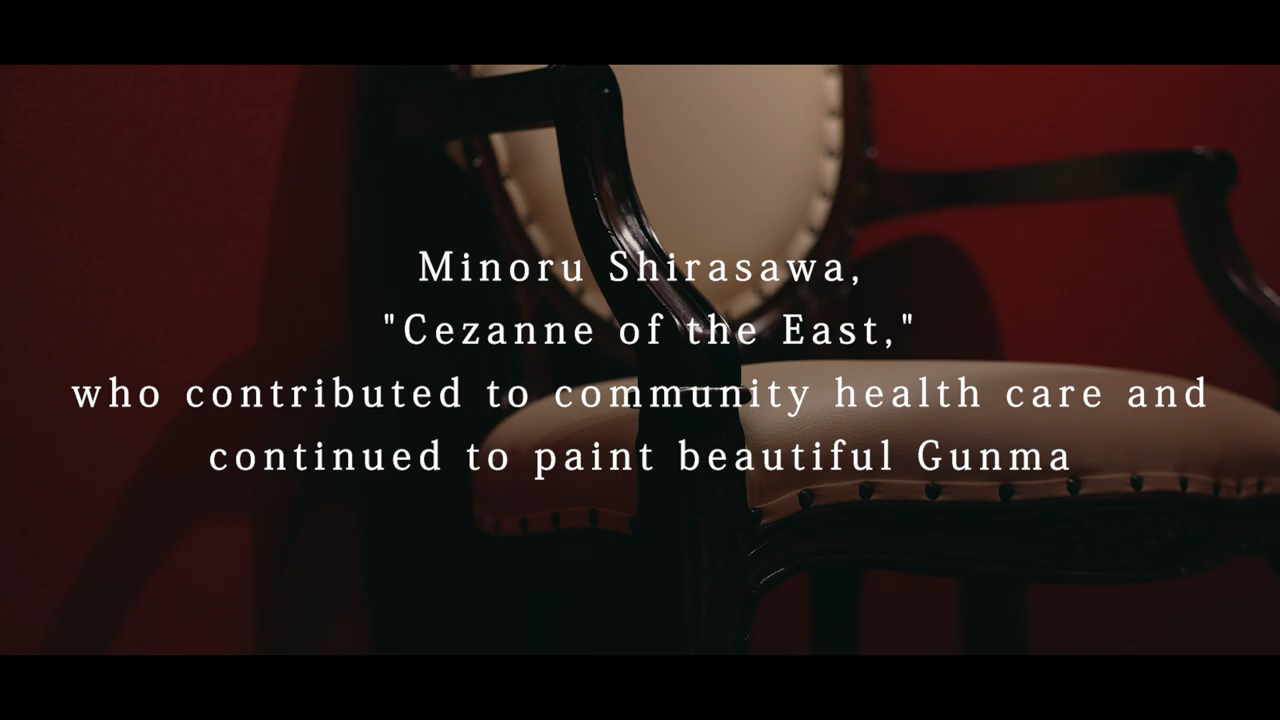 Minoru Shirasawa,
"Cezanne of the East,"
who contributed to community health care and
continued to paint beautiful Gunma